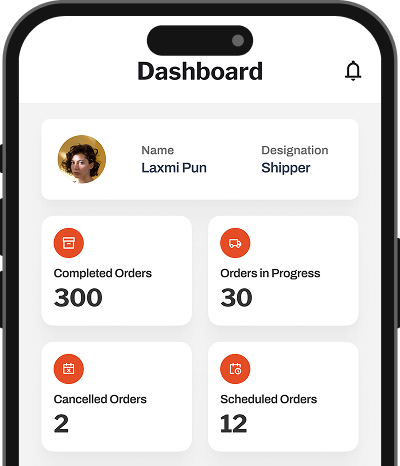 Dashboard
Name
Designation
Laxmi Pun
Shipper
Completed Orders
300
Orders in Progress
30
Cancelled Orders
2
Scheduled Orders
12